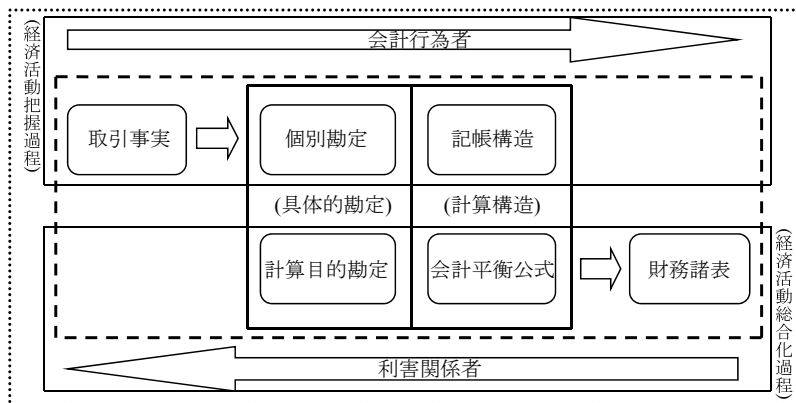 (経済活動把握過程)
会計行為者
取引事実
個別勘定
記帳構造
(具体的勘定)
(計算構造)
計算目的勘定
会計平衡公式
財務諸表
利害関係者
(経済活動総合化過程)